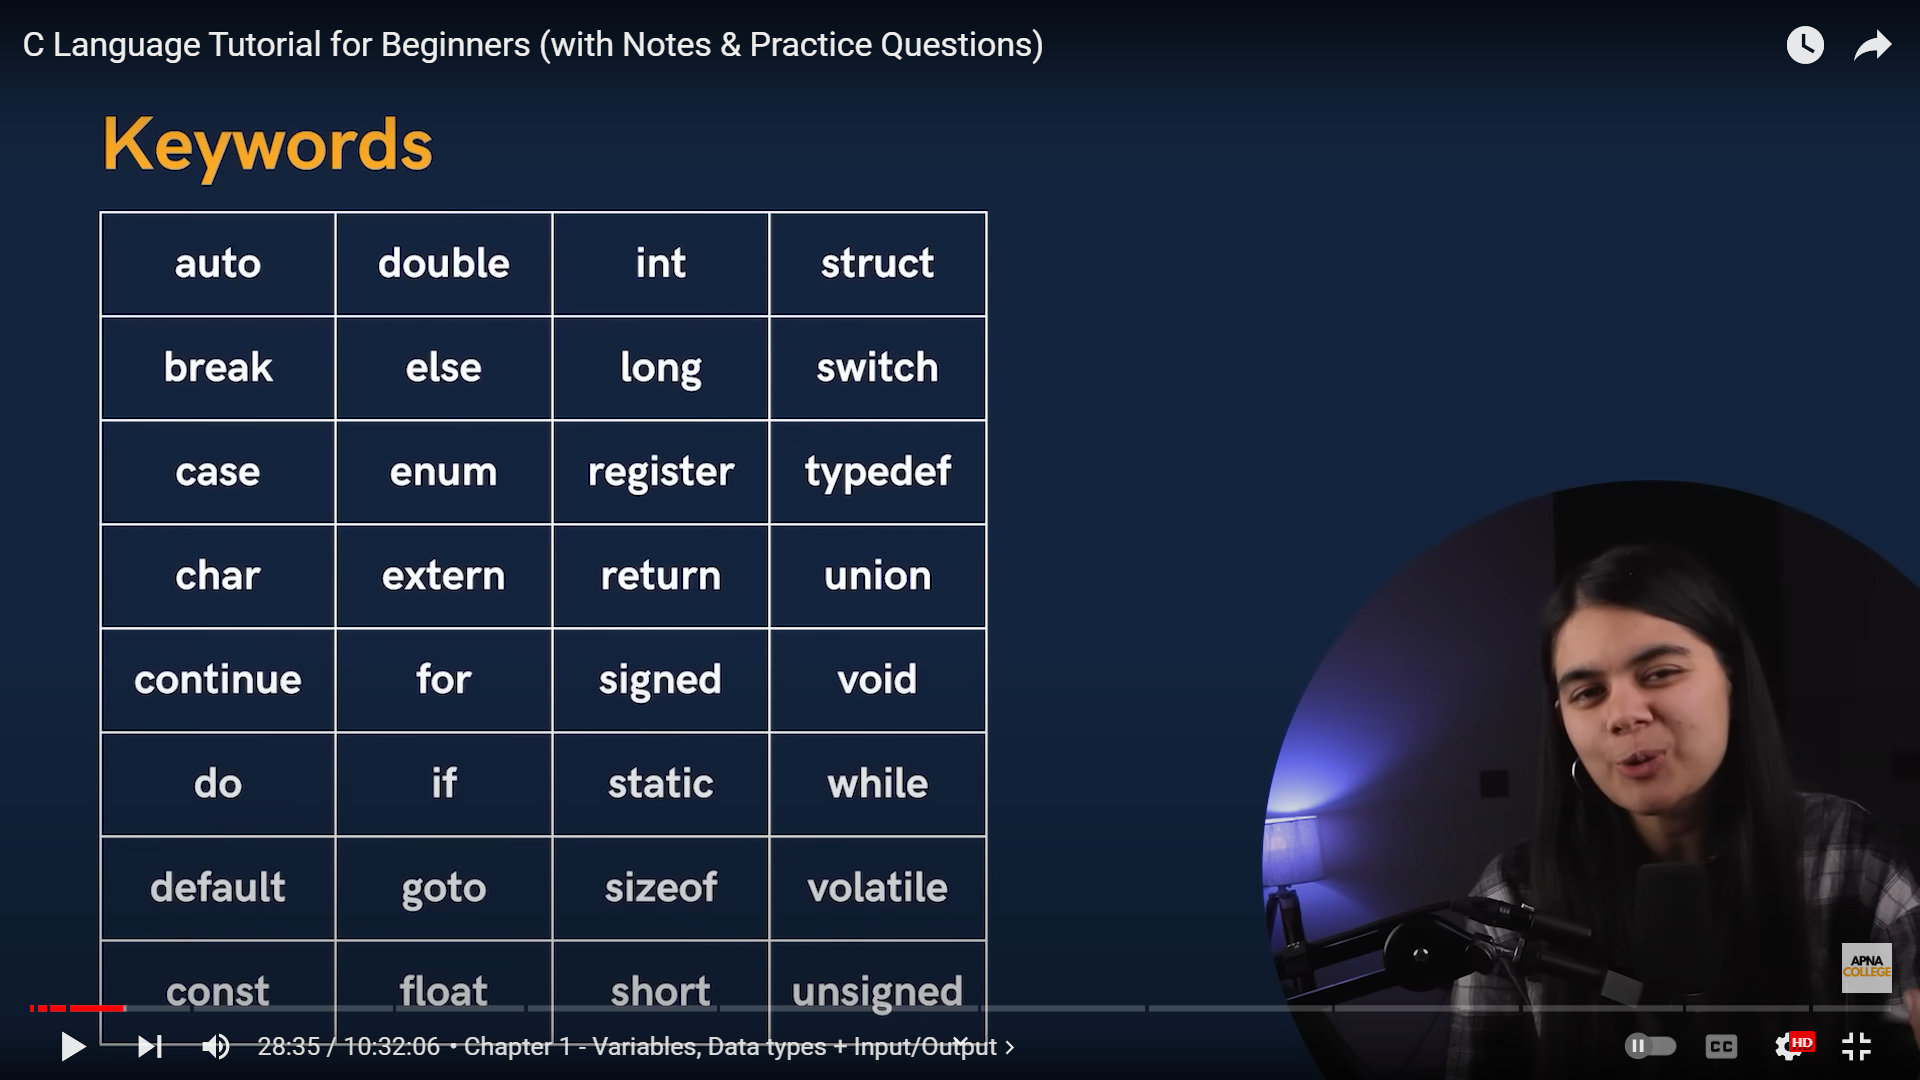 C Language Tutorial for Beginners (with Notes & Practice Questions)
Keywords
auto double int struct
break else long switch
case enum register typedef
char extern return union
continue for signed void
do if static while
default goto sizeof volatile
const float short unsigned
APNA
COLLEGE
28:35 / 10:32:06 • Chapter 1 - Variables, Data types + Input/Output
CC
HD